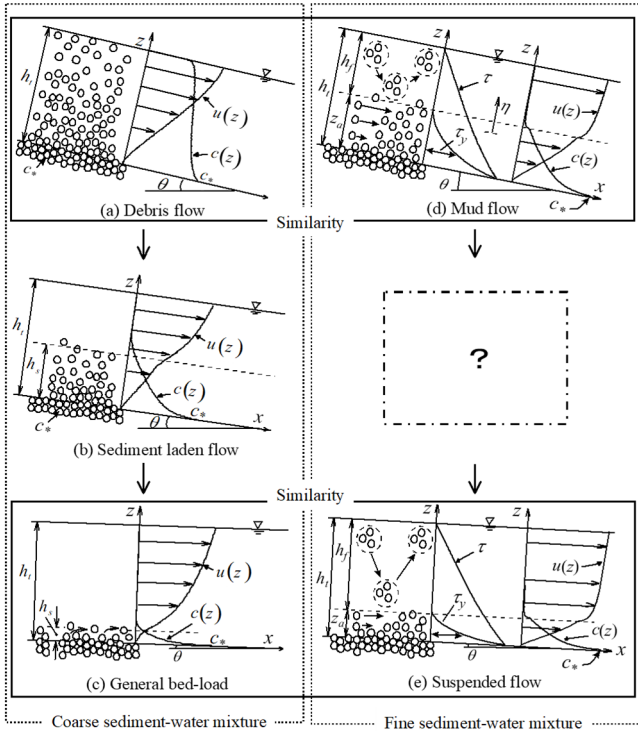 z
h_t
u(z)
c(z)
c_*
c_*
θ
(a) Debris flow
z
h_f
h_t
z_a
τ
η
τ_y
u(z)
c(z)
x
θ
c_*
(d) Mud flow
Similarity
z
h_t
h_s
u(z)
c(z)
c_*
x
c_*
θ
(b) Sediment laden flow
?
Similarity
z
h_t
h_s
u(z)
c(z)
c_*
x
θ
(c) General bed-load
z
h_f
h_t
z_a
τ
τ_y
u(z)
c(z)
x
θ
c_*
(e) Suspended flow
Coarse sediment-water mixture
Fine sediment-water mixture